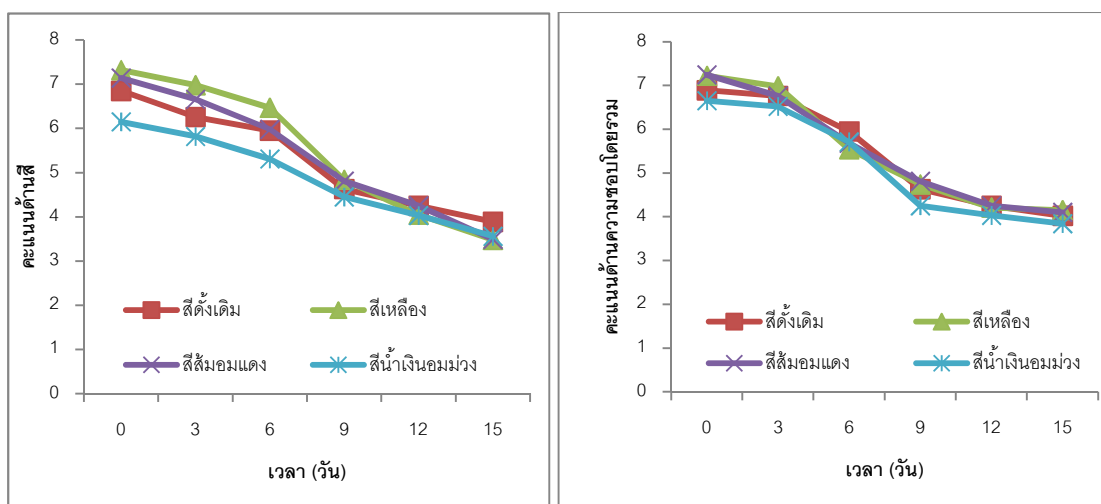 คะแนนด้านสี
8
7
6
5
4
3
2
1
0
สีดั้งเดิม สีเหลือง
สีส้มอมแดง สีน้ำเงินอมม่วง
0 3 6 9 12 15
เวลา (วัน)
คะแนนด้านความชอบโดยรวม
8
7
6
5
4
3
2
1
0
สีดั้งเดิม สีเหลือง
สีส้มอมแดง สีน้ำเงินอมม่วง
0 3 6 9 12 15
เวลา (วัน)